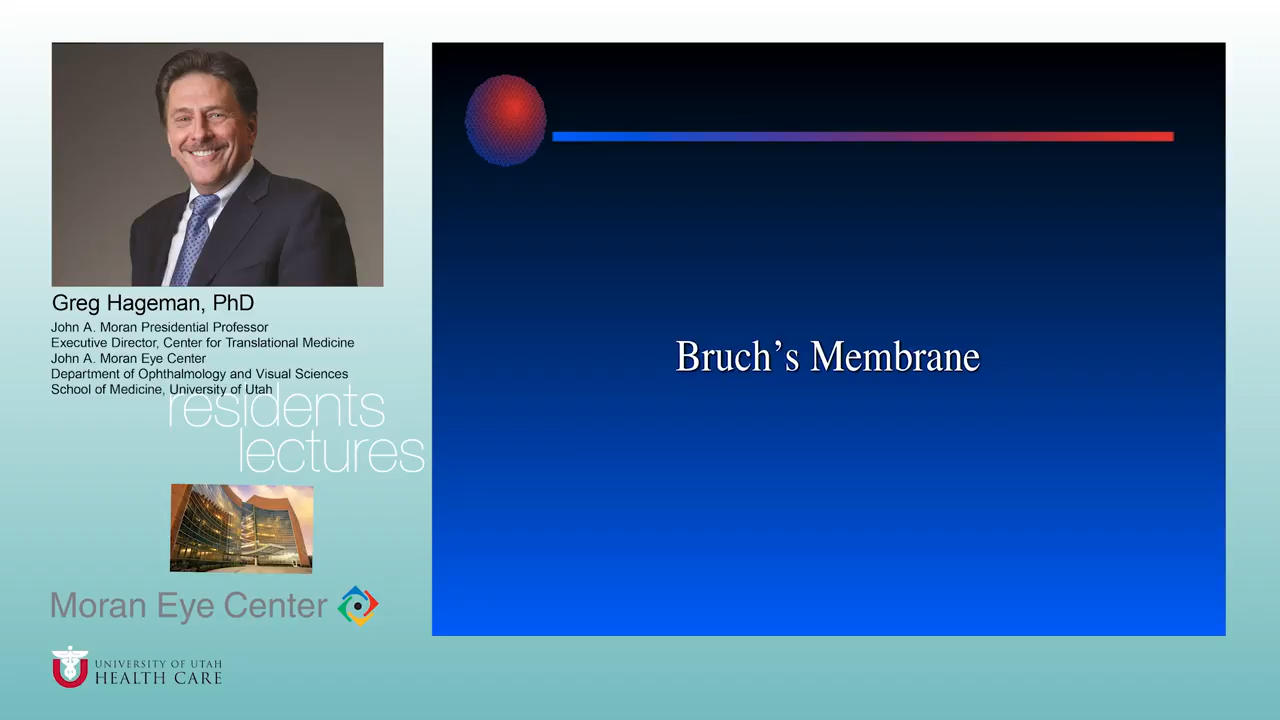 Greg Hageman, PhD
John A. Moran Presidential Professor
Executive Director, Center for Translational Medicine
John A. Moran Eye Center
Department of Ophthalmology and Visual Sciences
School of Medicine, University of Utah
residents
lectures
Moran Eye Center
UNIVERSITY OF UTAH
HEALTH CARE
Bruch's Membrane